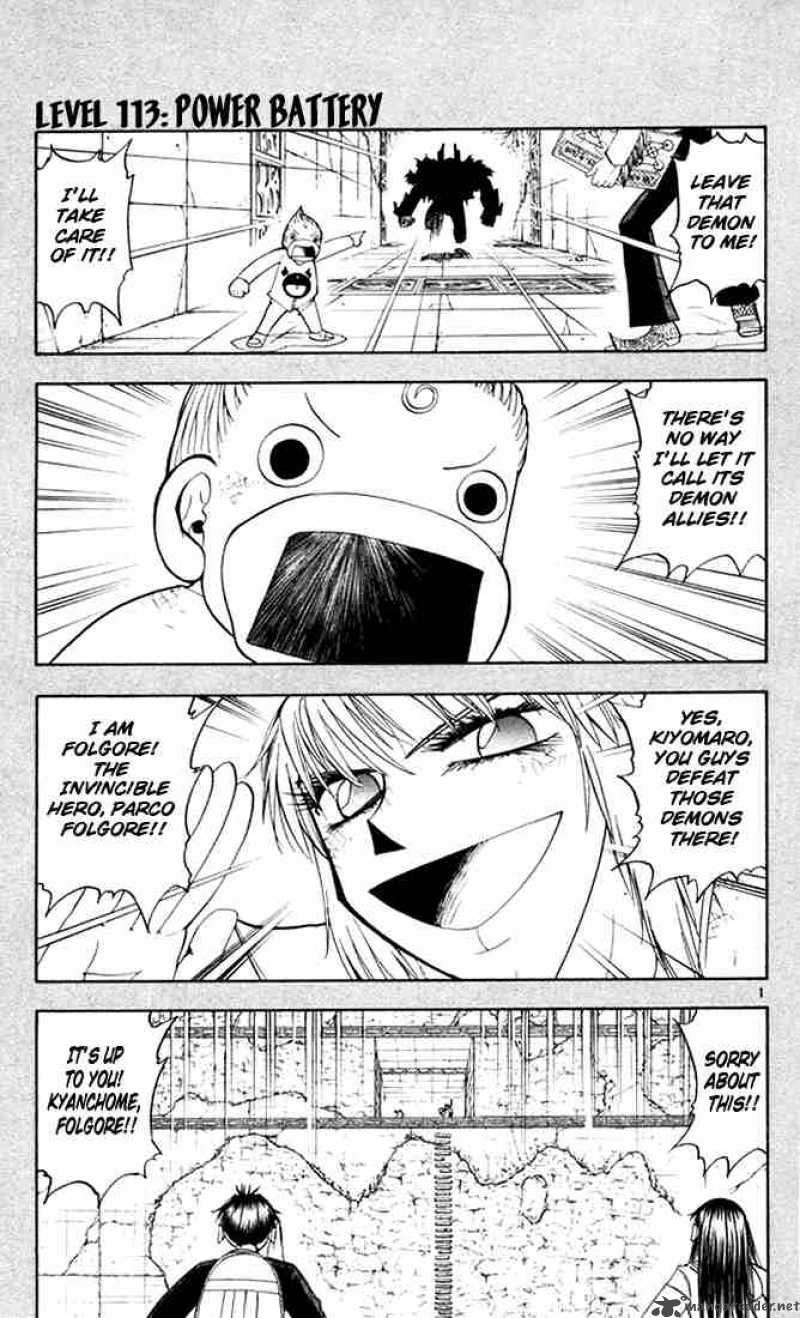 LEVEL 113: POWER BATTERY
LEAVE
THAT
DEMON
TO ME!
I'LL
TAKE
CARE
OF IT!!
THERE'S
NO WAY
I'LL LET IT
CALL ITS
DEMON
ALLIES!!
YES,
KIYOMARO,
YOU GUYS
DEFEAT
THOSE
DEMONS
THERE!
I AM
FOLGORE!
THE
INVINCIBLE
HERO, PARCO
FOLGORE!!
1
SORRY
ABOUT
THIS!!
IT'S UP
TO YOU!
KYANCHOME,
FOLGORE!!
mangareader.net